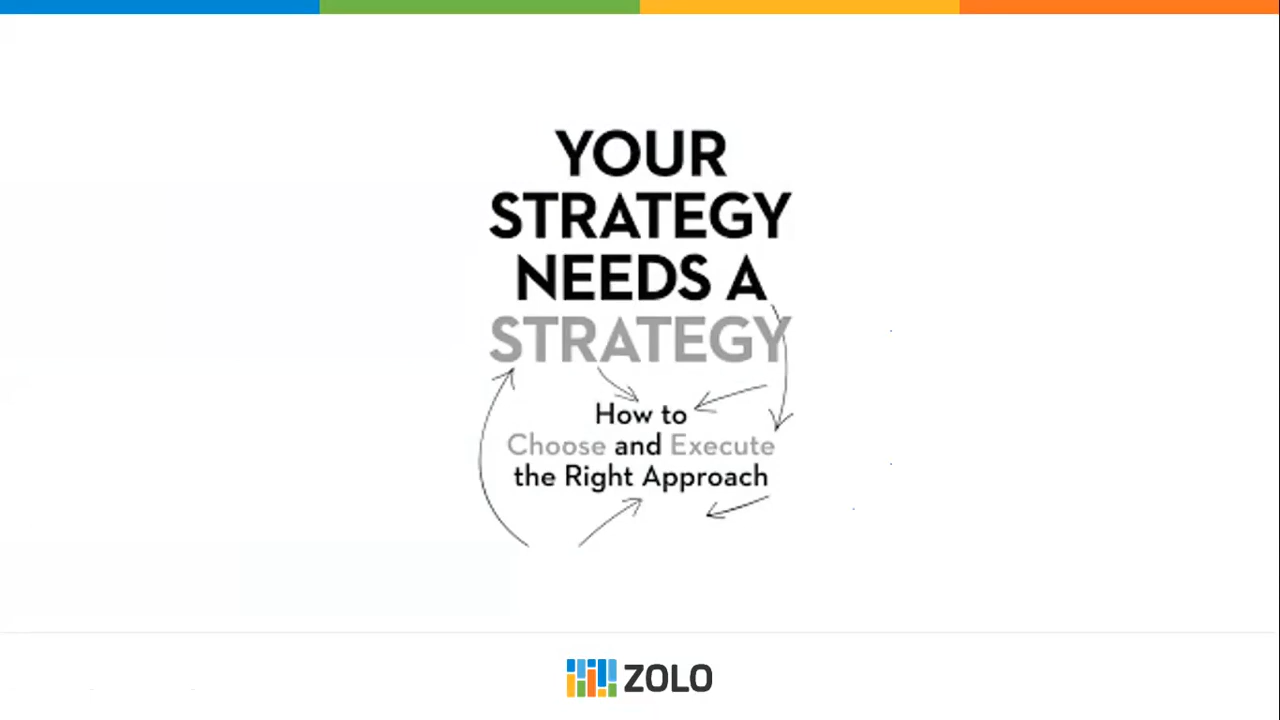 YOUR
STRATEGY
NEEDS A
STRATEGY
How to
Choose and Execute
the Right Approach
ZOLO